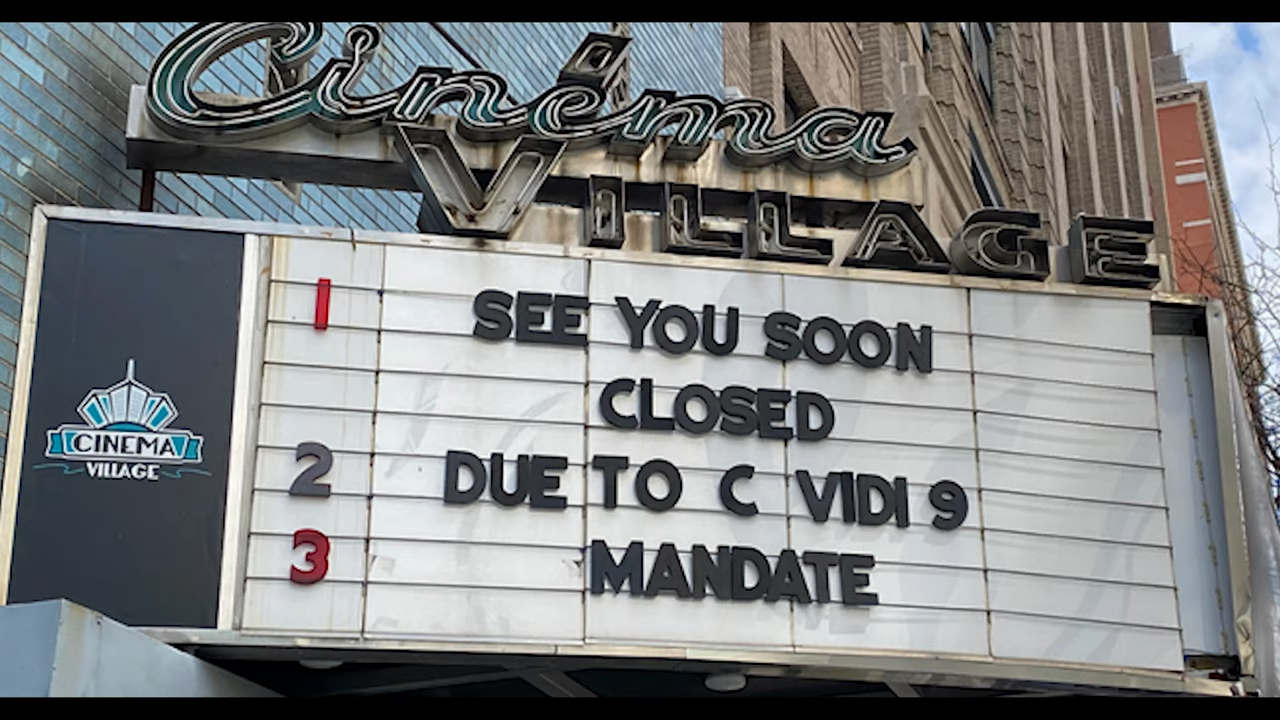 Cinéma
VILLAGE
CINEMA
VILLAGE
1 SEE YOU SOON
CLOSED
2 DUE TO C VIDI 9
3 MANDATE